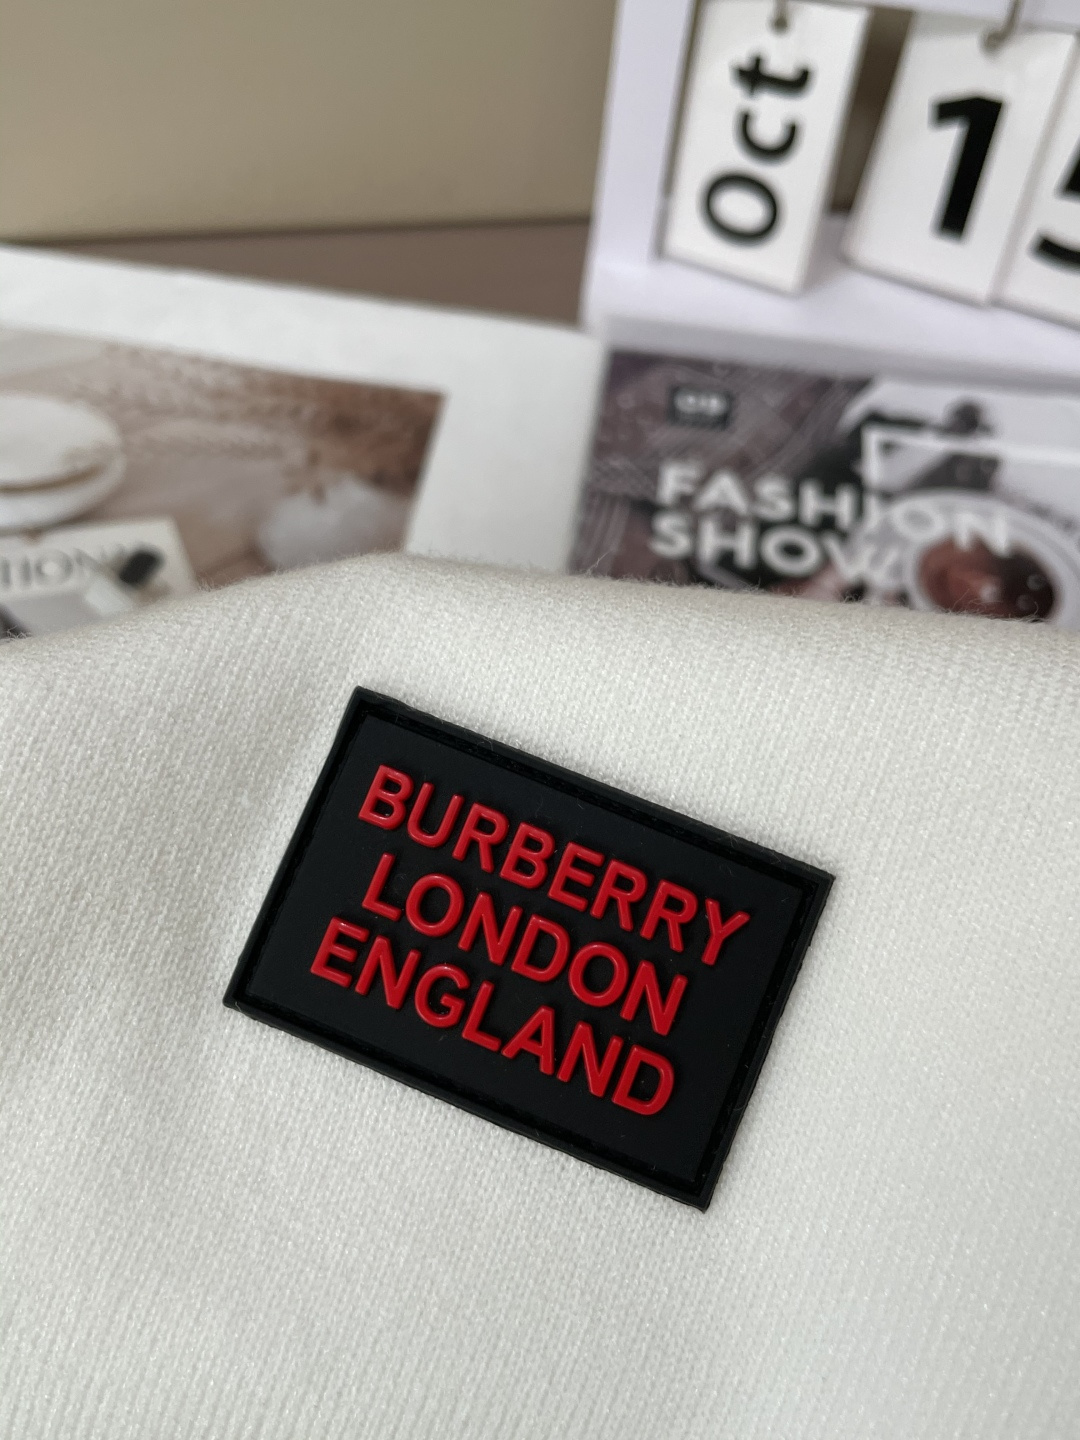 Oct
15
FASHION
SHOW
BURBERRY
LONDON
ENGLAND